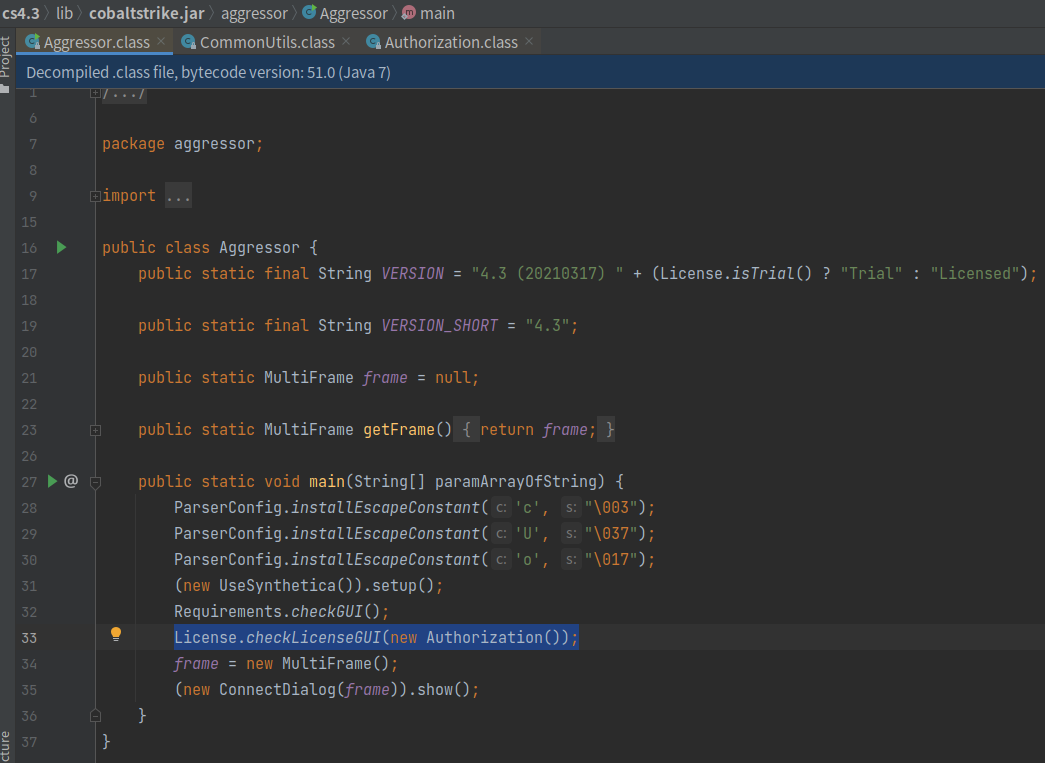 cs4.3 lib cobaltstrike.jar aggressor Aggressor main
Project
Aggressor.class CommonUtils.class Authorization.class
Decompiled .class file, bytecode version: 51.0 (Java 7)
1 /.../
6
7 package aggressor;
8
9 import ...
15
16 public class Aggressor {
17 public static final String VERSION = "4.3 (20210317) " + (License.isTrial() ? "Trial" : "Licensed");
18
19 public static final String VERSION_SHORT = "4.3";
20
21 public static MultiFrame frame = null;
22
23 public static MultiFrame getFrame() { return frame; }
26
27 @ public static void main(String[] paramArrayOfString) {
28 ParserConfig.installEscapeConstant( c: 'c', s: "\003");
29 ParserConfig.installEscapeConstant( c: 'U', s: "\037");
30 ParserConfig.installEscapeConstant( c: 'o', s: "\017");
31 (new UseSynthetica()).setup();
32 Requirements.checkGUI();
33 License.checkLicenseGUI(new Authorization());
34 frame = new MultiFrame();
35 (new ConnectDialog(frame)).show();
36 }
37 }
cture